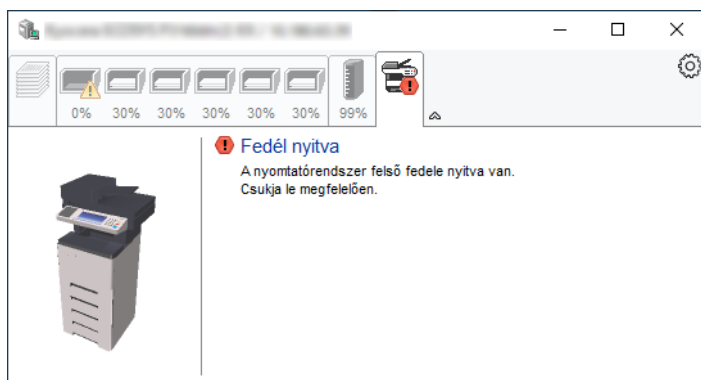 0% 30% 30% 30% 30% 30% 99%
Fedél nyitva
A nyomtatórendszer felső fedele nyitva van.
Csukja le megfelelően.